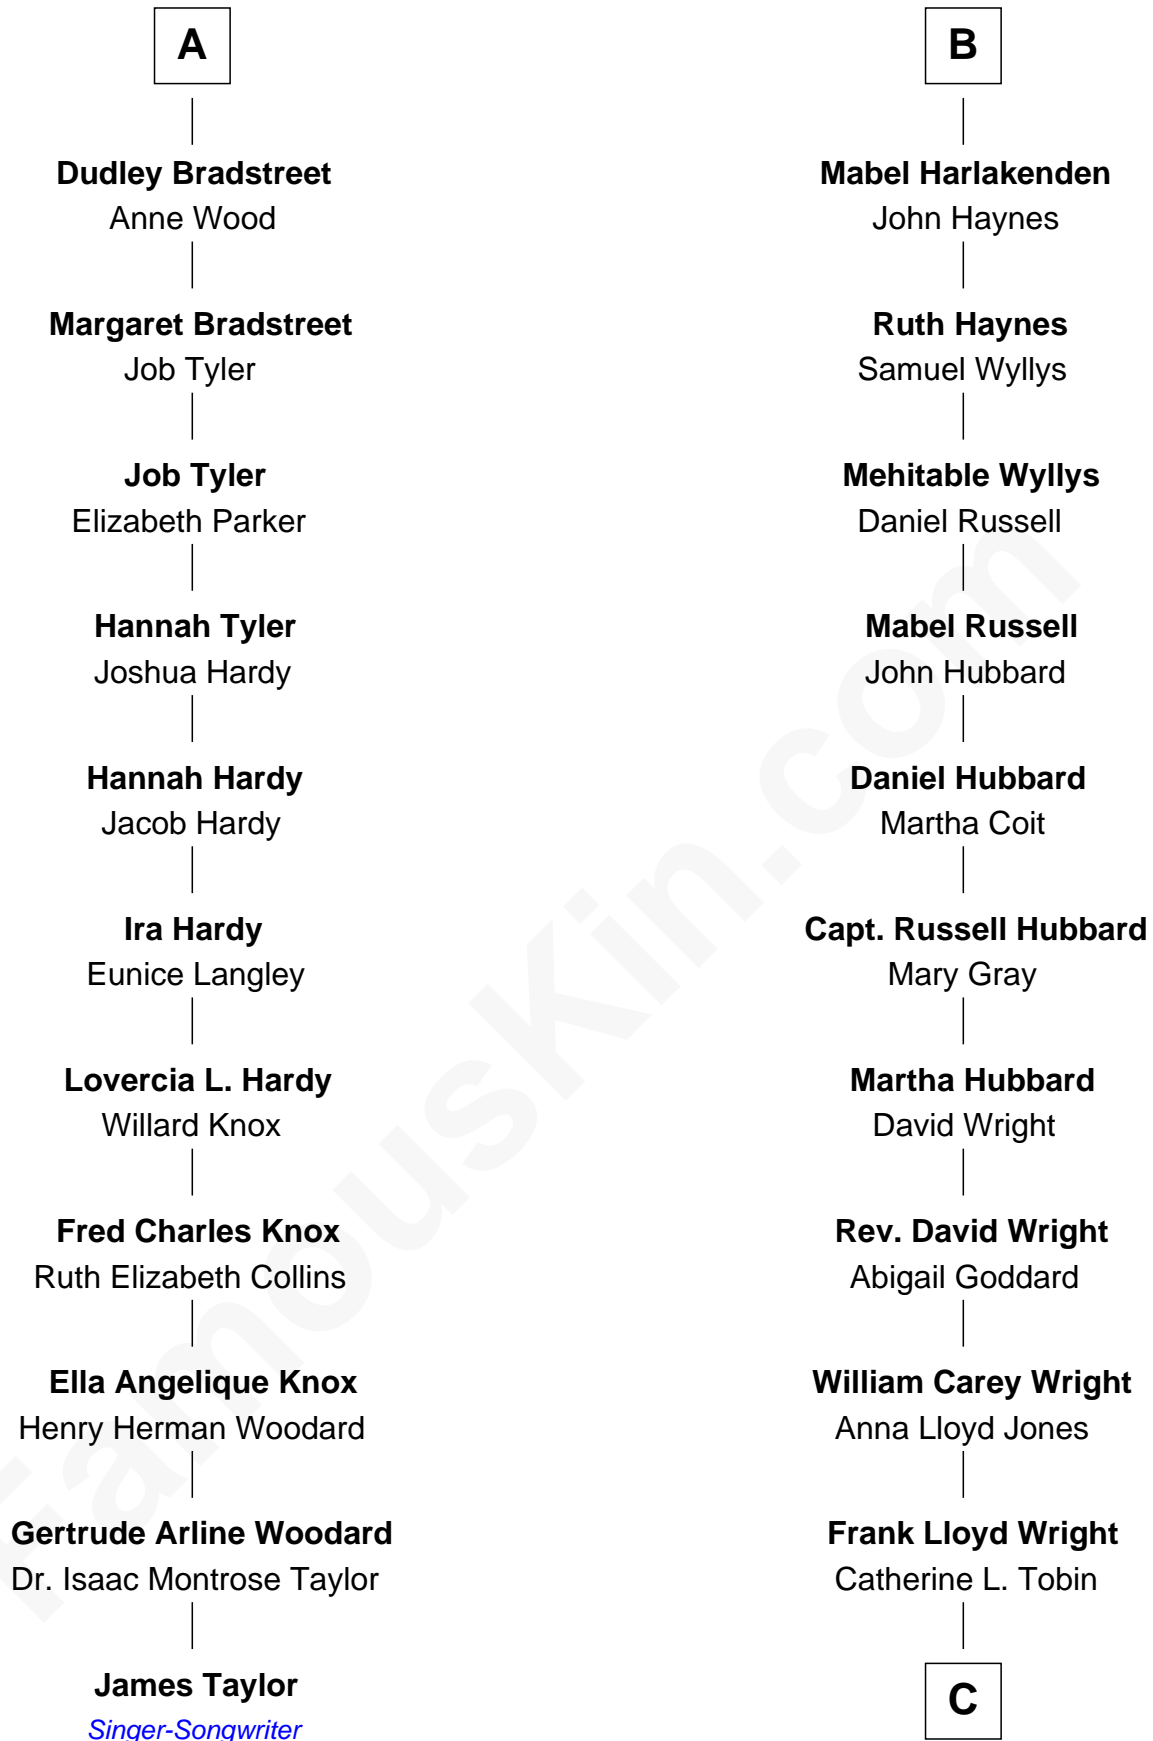 A
Dudley Bradstreet
Anne Wood
Margaret Bradstreet
Job Tyler
Job Tyler
Elizabeth Parker
Hannah Tyler
Joshua Hardy
Hannah Hardy
Jacob Hardy
Ira Hardy
Eunice Langley
Lovercia L. Hardy
Willard Knox
Fred Charles Knox
Ruth Elizabeth Collins
Ella Angelique Knox
Henry Herman Woodard
Gertrude Arline Woodard
Dr. Isaac Montrose Taylor
James Taylor
Singer-Songwriter
B
Mabel Harlakenden
John Haynes
Ruth Haynes
Samuel Wyllys
Mehitable Wyllys
Daniel Russell
Mabel Russell
John Hubbard
Daniel Hubbard
Martha Coit
Capt. Russell Hubbard
Mary Gray
Martha Hubbard
David Wright
Rev. David Wright
Abigail Goddard
William Carey Wright
Anna Lloyd Jones
Frank Lloyd Wright
Catherine L. Tobin
C
FamousKin.com